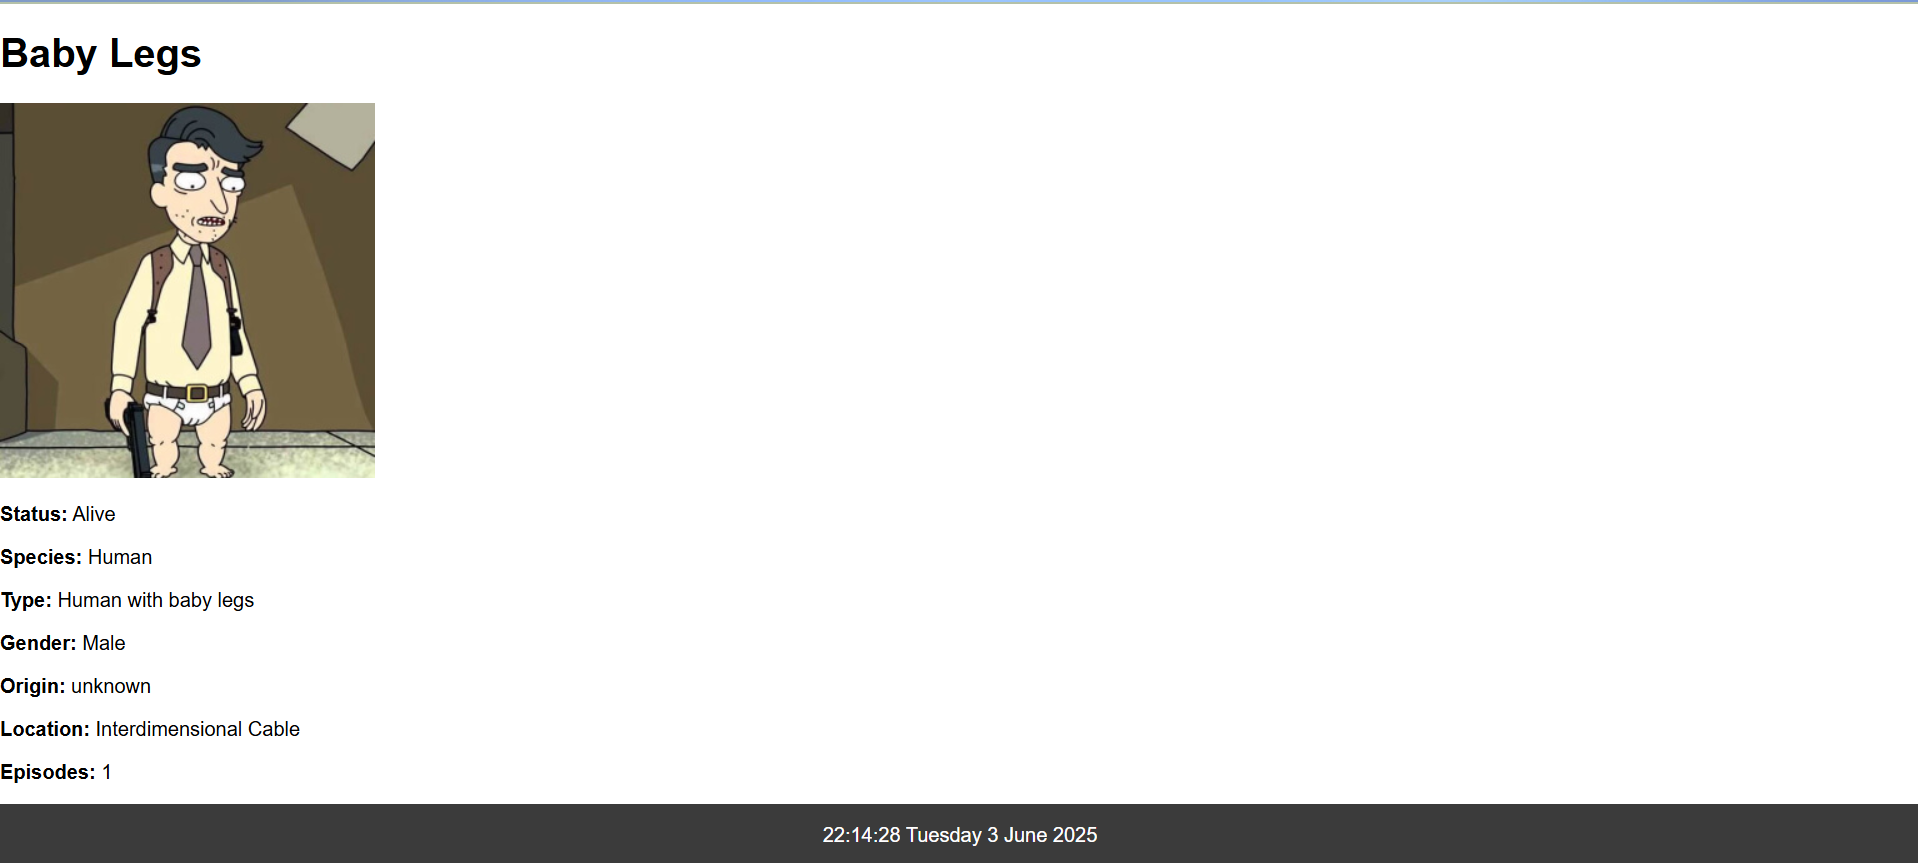 Baby Legs
Status: Alive
Species: Human
Type: Human with baby legs
Gender: Male
Origin: unknown
Location: Interdimensional Cable
Episodes: 1
22:14:28 Tuesday 3 June 2025